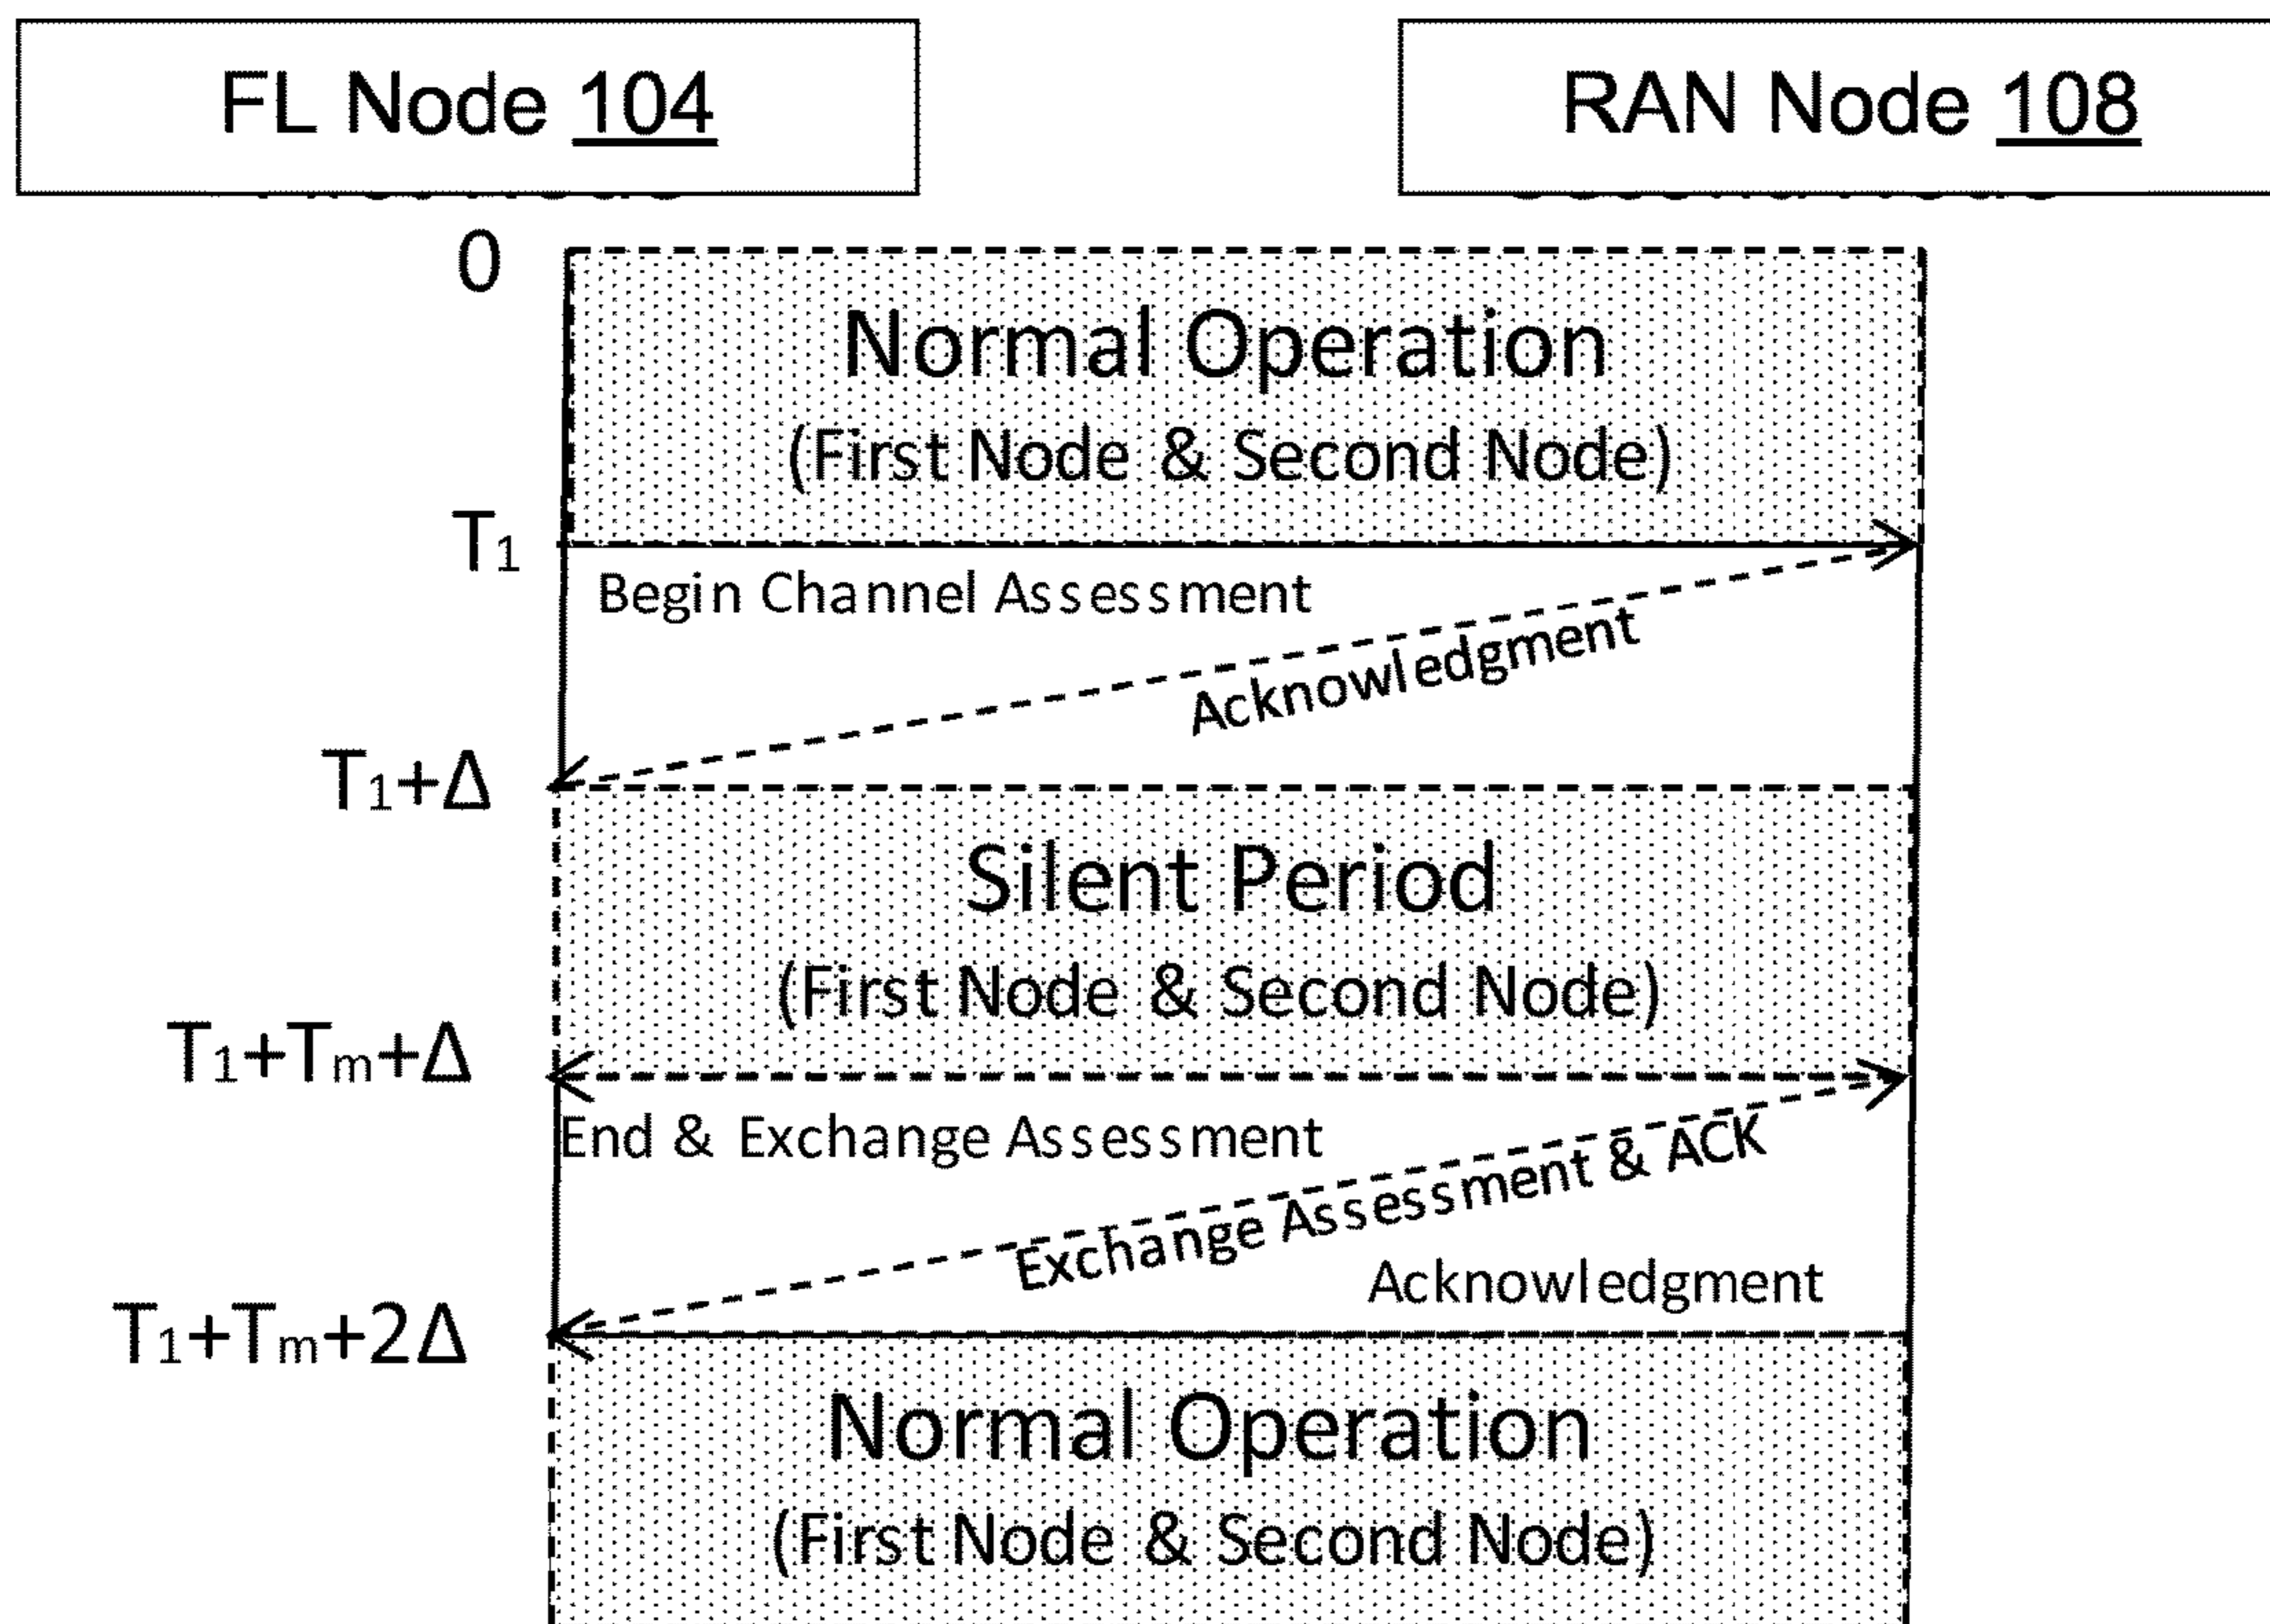 FL Node 104
RAN Node 108
0
Normal Operation
(First Node & Second Node)
T₁
Begin Channel Assessment
Acknowledgment
T₁+Δ
Silent Period
(First Node & Second Node)
T₁+Tₘ+Δ
End & Exchange Assessment
Exchange Assessment & ACK
Acknowledgment
T₁+Tₘ+2Δ
Normal Operation
(First Node & Second Node)